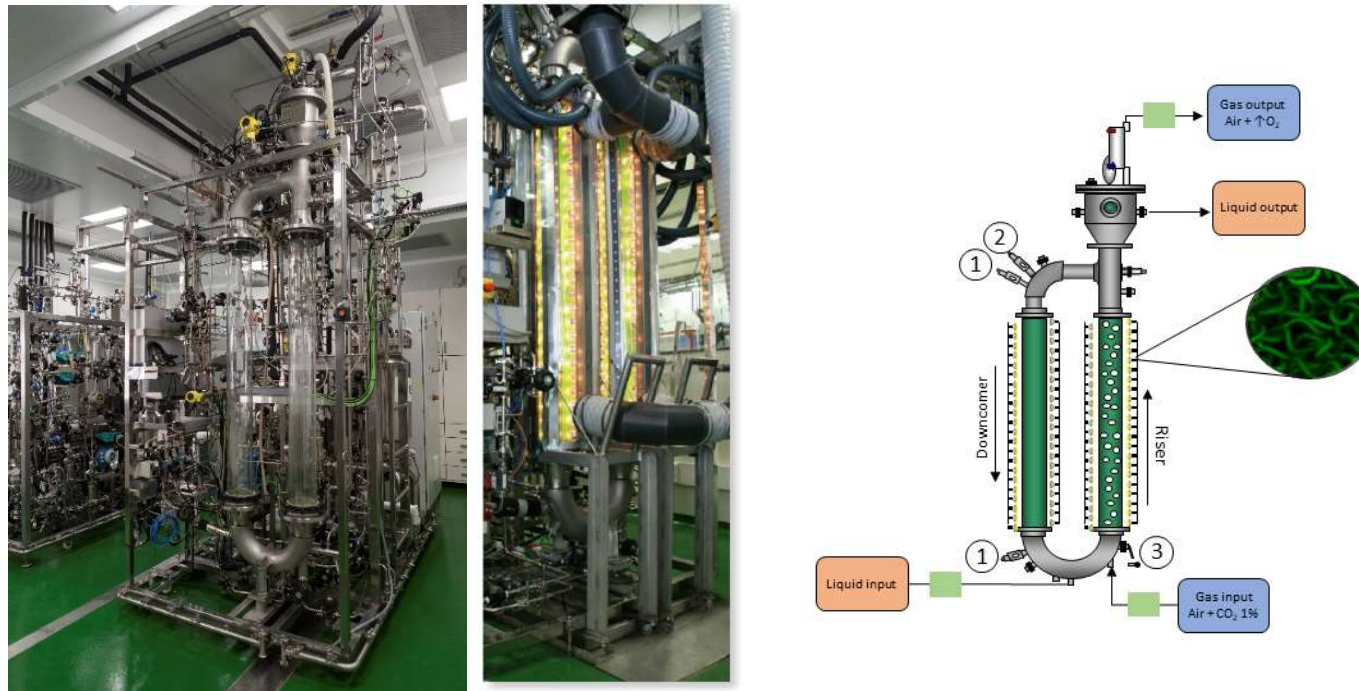 Gas output
Air + ↑O₂
Liquid output
2
1
Downcomer
Riser
1
3
Liquid input
Gas input
Air + CO₂ 1%